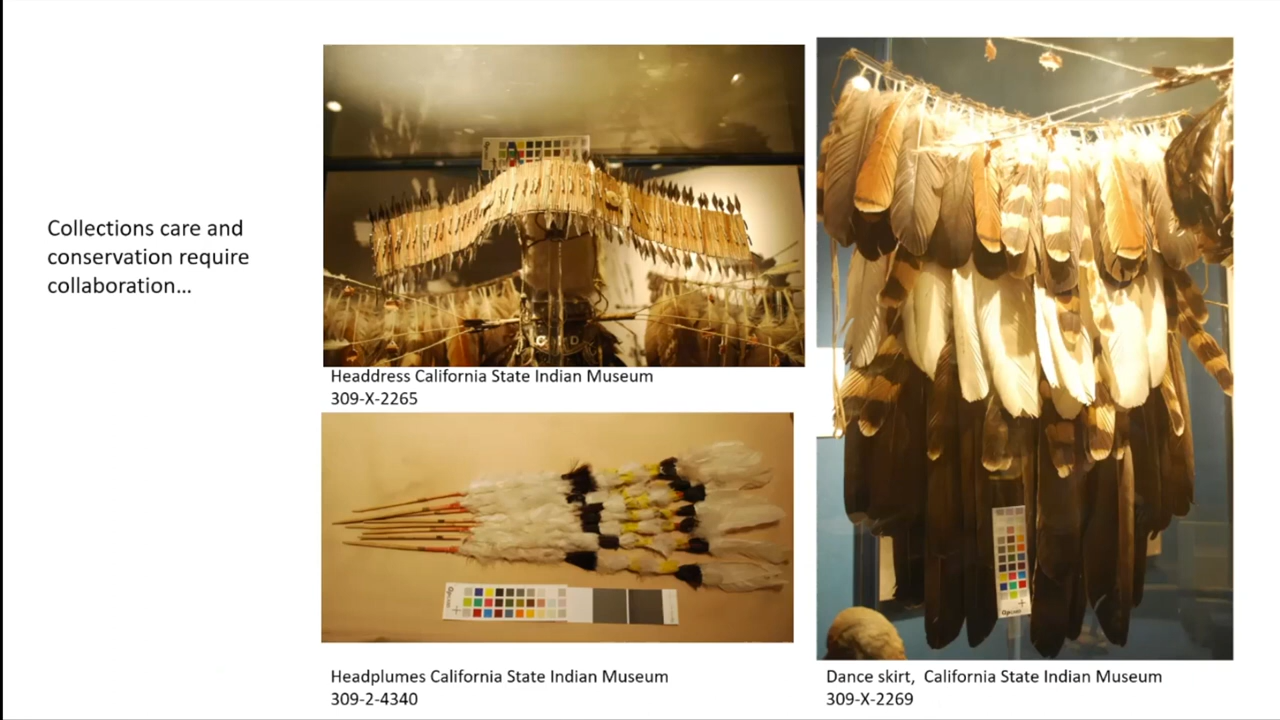 Collections care and
conservation require
collaboration…
Headdress California State Indian Museum
309-X-2265
Headplumes California State Indian Museum
309-2-4340
Dance skirt,  California State Indian Museum
309-X-2269